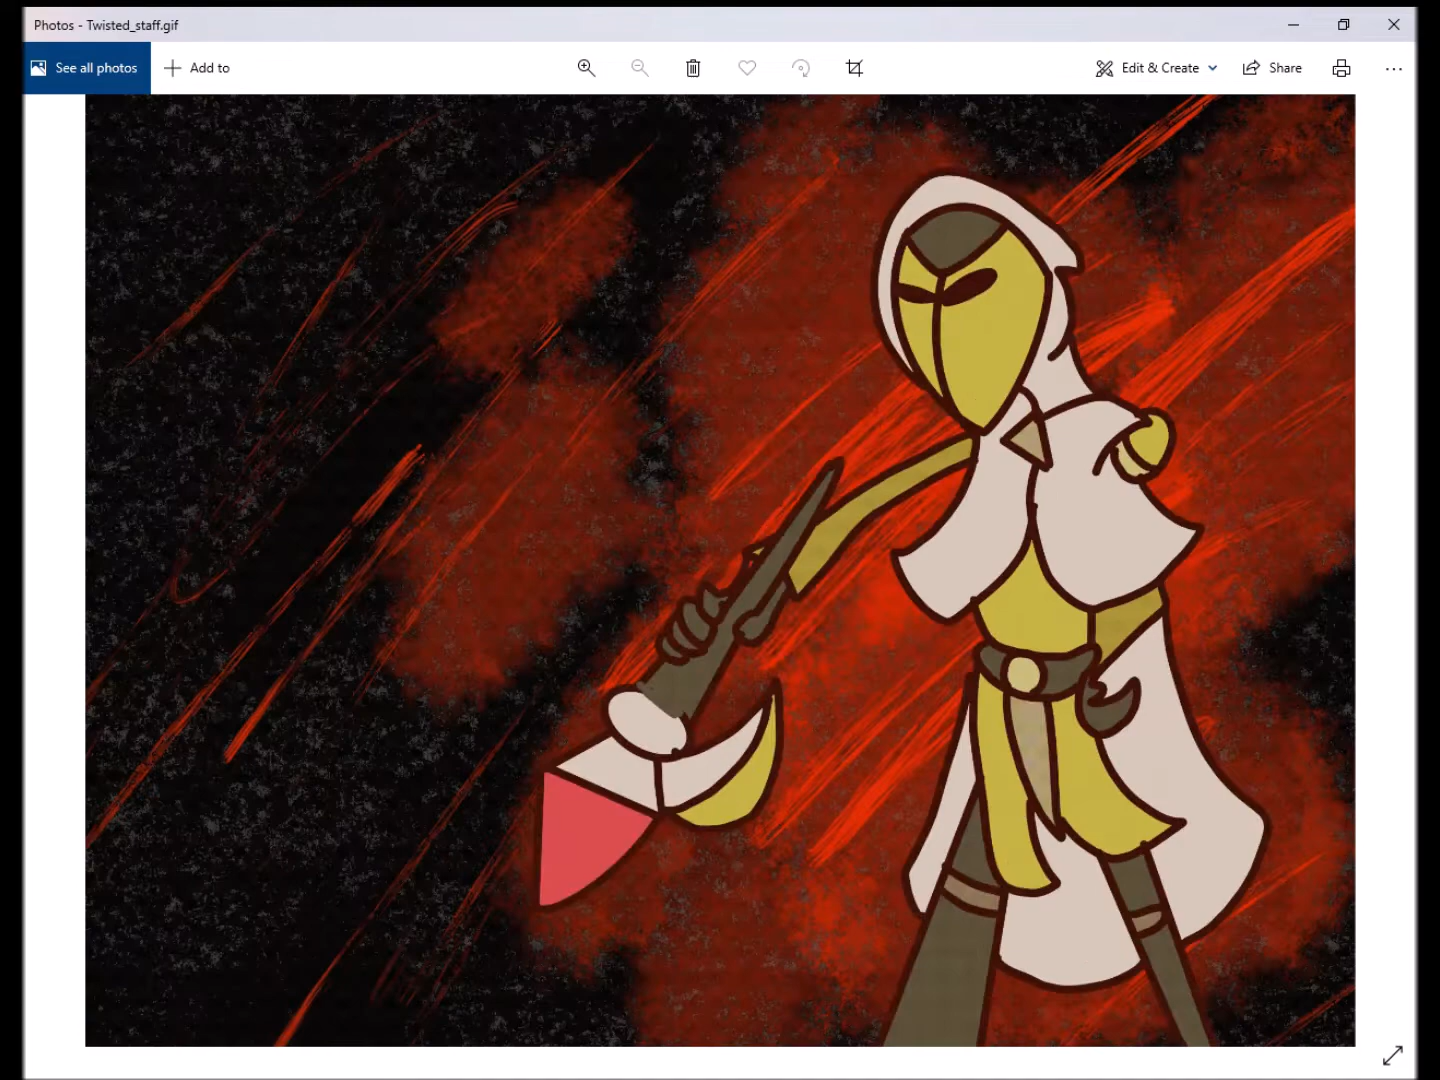 Photos - Twisted_staff.gif
See all photos
Add to
Edit & Create
Share